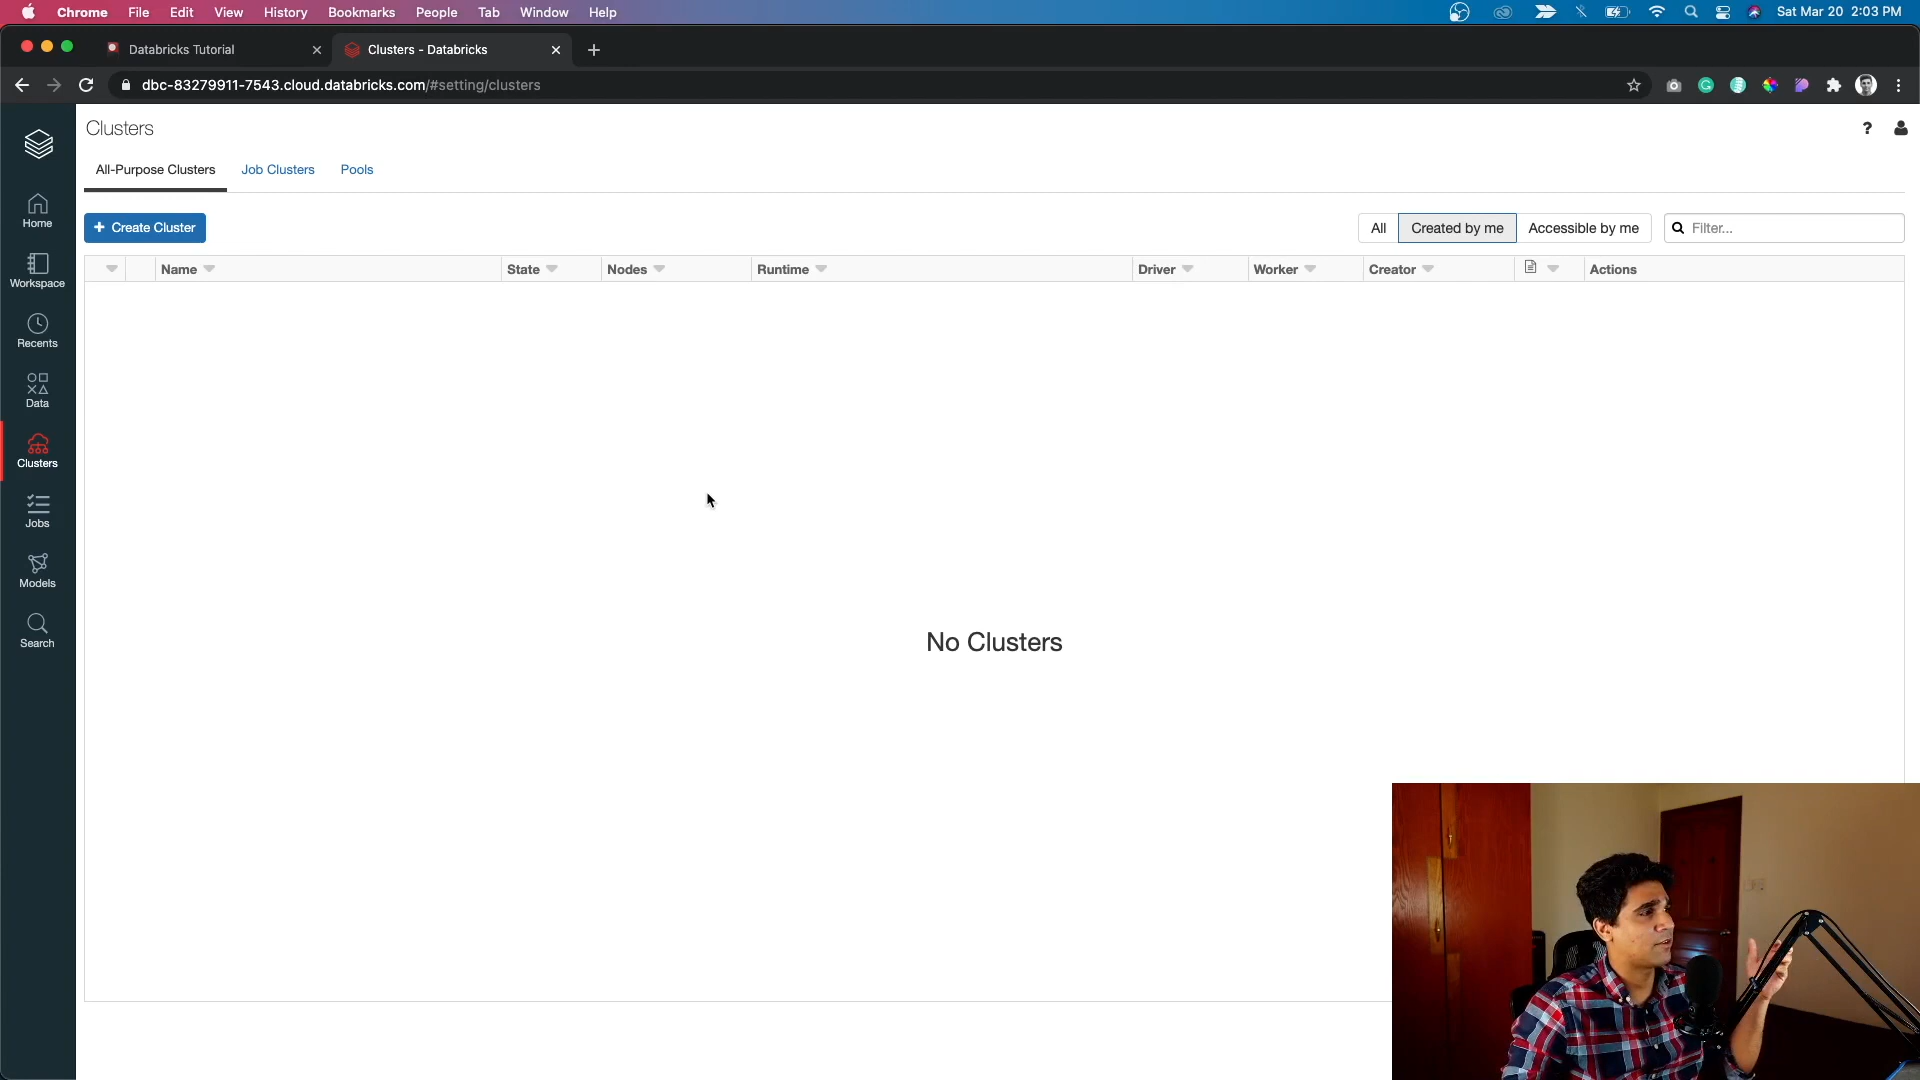 Chrome File Edit View History Bookmarks People Tab Window Help Sat Mar 20 2:03 PM
Databricks Tutorial Clusters - Databricks
dbc-83279911-7543.cloud.databricks.com/#setting/clusters
Clusters ?
All-Purpose Clusters Job Clusters Pools
+ Create Cluster All Created by me Accessible by me Filter...
Name State Nodes Runtime Driver Worker Creator Actions
Home
Workspace
Recents
Data
Clusters
Jobs
Models
Search
No Clusters